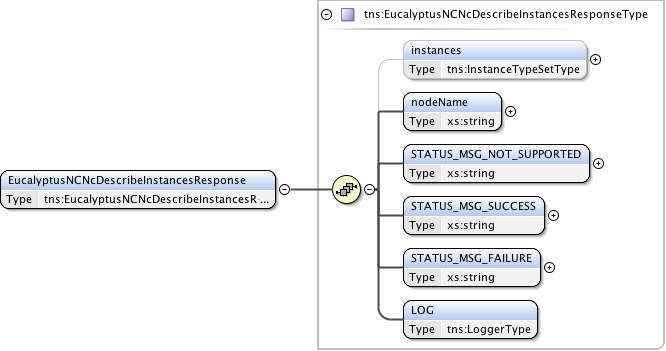 tns:EucalyptusNCNcDescribeInstancesResponseType
instances
Type tns:InstanceTypeSetType
nodeName
Type xs:string
STATUS_MSG_NOT_SUPPORTED
Type xs:string
EucalyptusNCNcDescribeInstancesResponse
Type tns:EucalyptusNCNcDescribeInstancesR ...
STATUS_MSG_SUCCESS
Type xs:string
STATUS_MSG_FAILURE
Type xs:string
LOG
Type tns:LoggerType